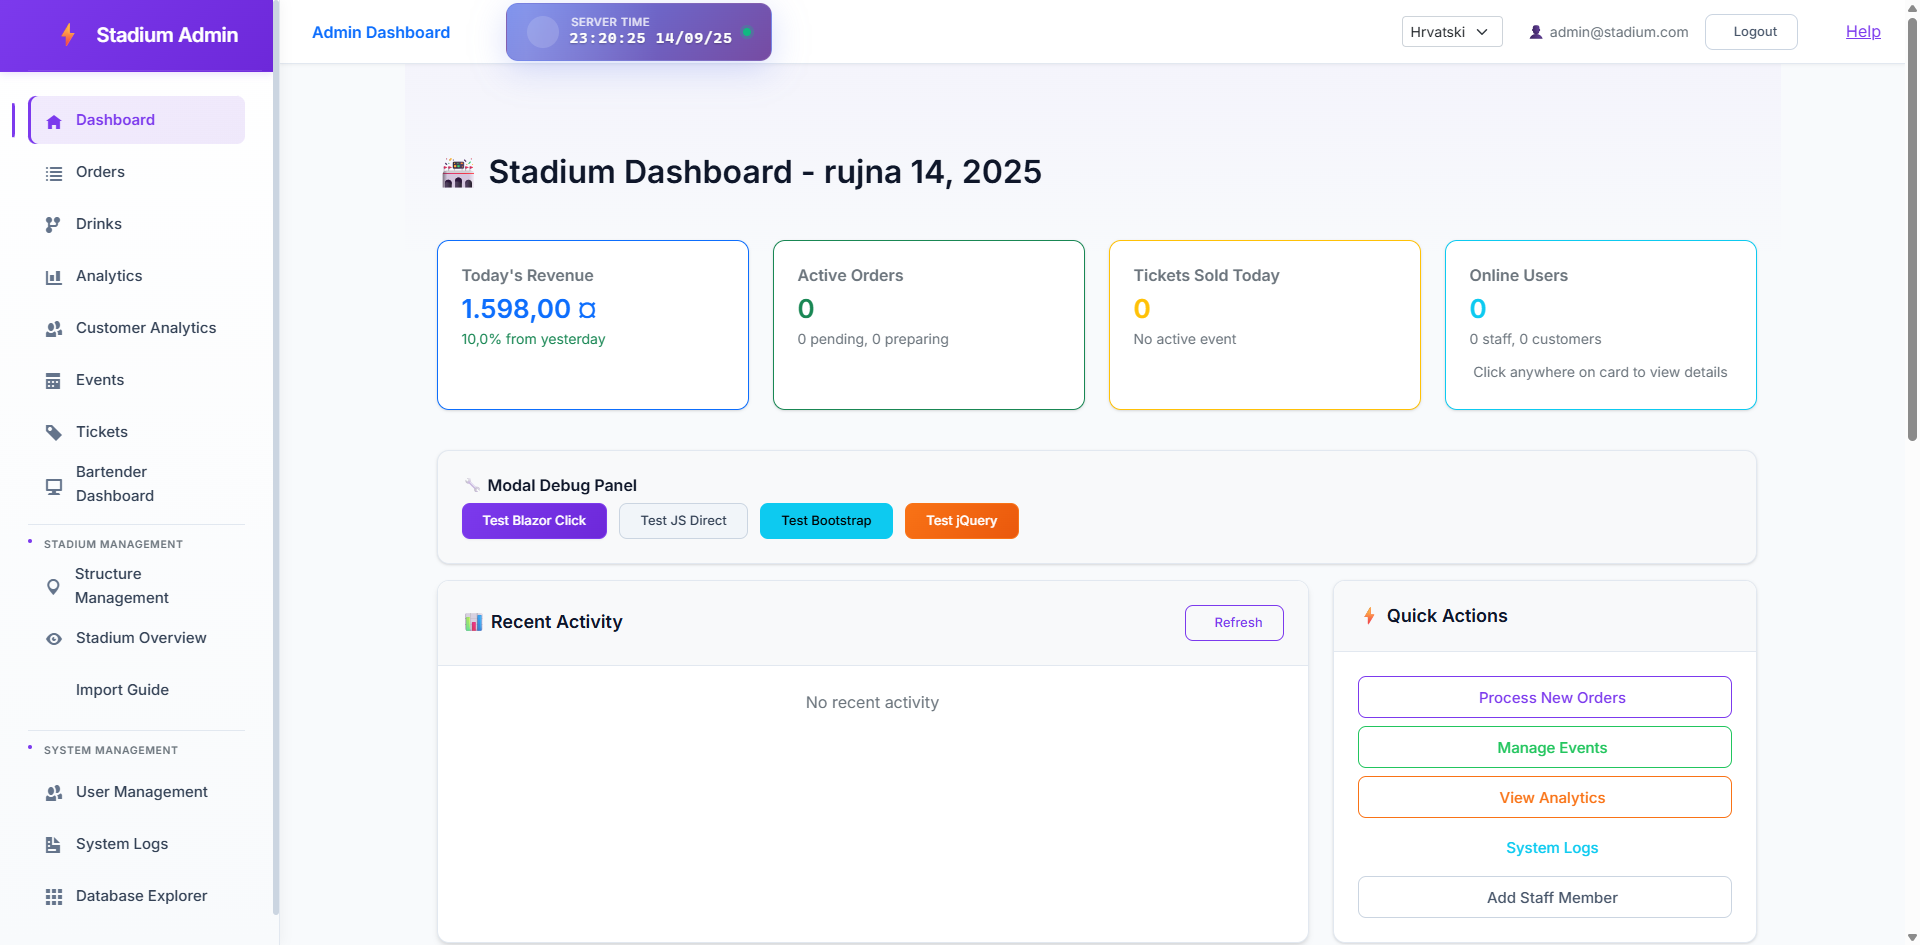 Stadium Admin
Admin Dashboard
SERVER TIME
23:20:25 14/09/25
Hrvatski
admin@stadium.com
Logout
Help
Dashboard
Orders
Drinks
Analytics
Customer Analytics
Events
Tickets
Bartender
Dashboard
STADIUM MANAGEMENT
Structure
Management
Stadium Overview
Import Guide
SYSTEM MANAGEMENT
User Management
System Logs
Database Explorer
Stadium Dashboard - rujna 14, 2025
Today's Revenue
1.598,00 ¤
10,0% from yesterday
Active Orders
0
0 pending, 0 preparing
Tickets Sold Today
0
No active event
Online Users
0
0 staff, 0 customers
Click anywhere on card to view details
Modal Debug Panel
Test Blazor Click
Test JS Direct
Test Bootstrap
Test jQuery
Recent Activity
Refresh
No recent activity
Quick Actions
Process New Orders
Manage Events
View Analytics
System Logs
Add Staff Member